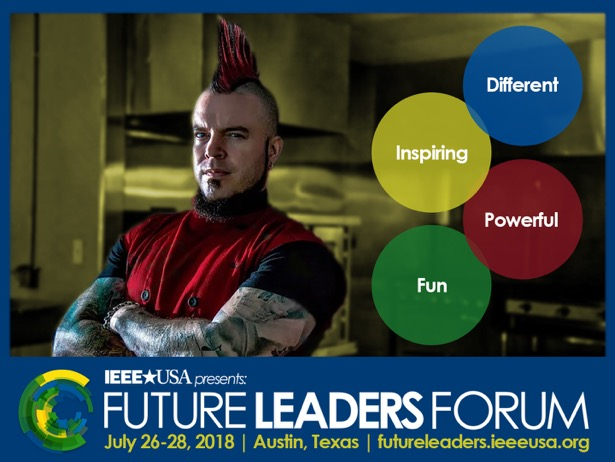 Different
Inspiring
Powerful
Fun
IEEE★USA presents:
FUTURE LEADERS FORUM
July 26-28, 2018 | Austin, Texas | futureleaders.ieeeusa.org